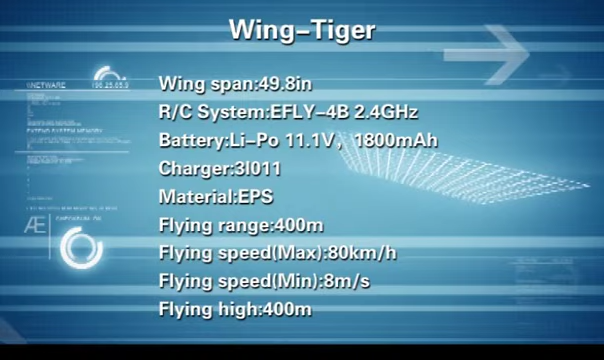 Wing-Tiger
Wing span:49.8in
R/C System:EFLY-4B 2.4GHz
Battery:Li-Po 11.1V, 1800mAh
Charger:3I011
Material:EPS
Flying range:400m
Flying speed(Max):80km/h
Flying speed(Min):8m/s
Flying high:400m
Æ